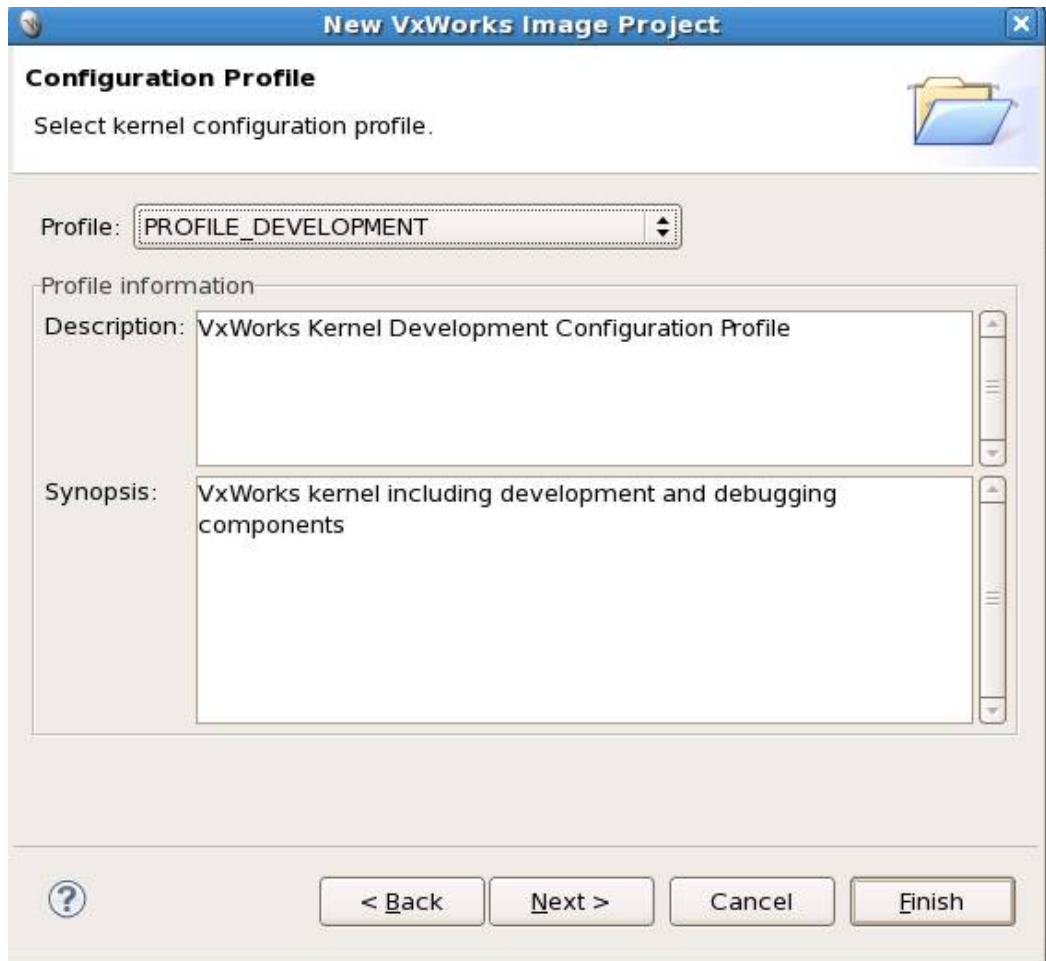 New VxWorks Image Project
Configuration Profile
Select kernel configuration profile.
Profile: PROFILE_DEVELOPMENT
Profile information
Description: VxWorks Kernel Development Configuration Profile
Synopsis: VxWorks kernel including development and debugging
components
? < Back Next > Cancel Finish